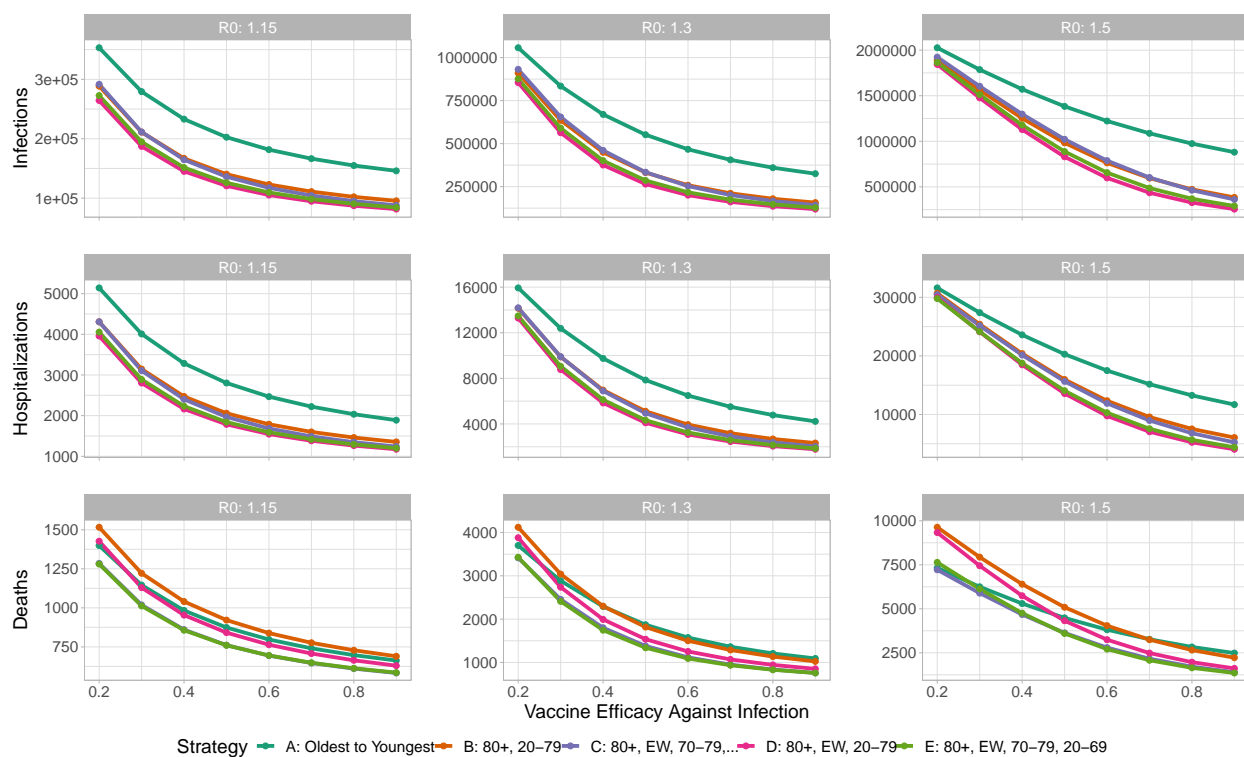 R0: 1.15 R0: 1.3 R0: 1.5
Infections
3e+05
2e+05
1e+05
1000000
750000
500000
250000
2000000
1500000
1000000
500000
R0: 1.15 R0: 1.3 R0: 1.5
Hospitalizations
5000
4000
3000
2000
1000
16000
12000
8000
4000
30000
20000
10000
R0: 1.15 R0: 1.3 R0: 1.5
Deaths
1500
1250
1000
750
4000
3000
2000
1000
10000
7500
5000
2500
0.2 0.4 0.6 0.8 0.2 0.4 0.6 0.8 0.2 0.4 0.6 0.8
Vaccine Efficacy Against Infection
Strategy A: Oldest to Youngest B: 80+, 20−79 C: 80+, EW, 70−79,... D: 80+, EW, 20−79 E: 80+, EW, 70−79, 20−69